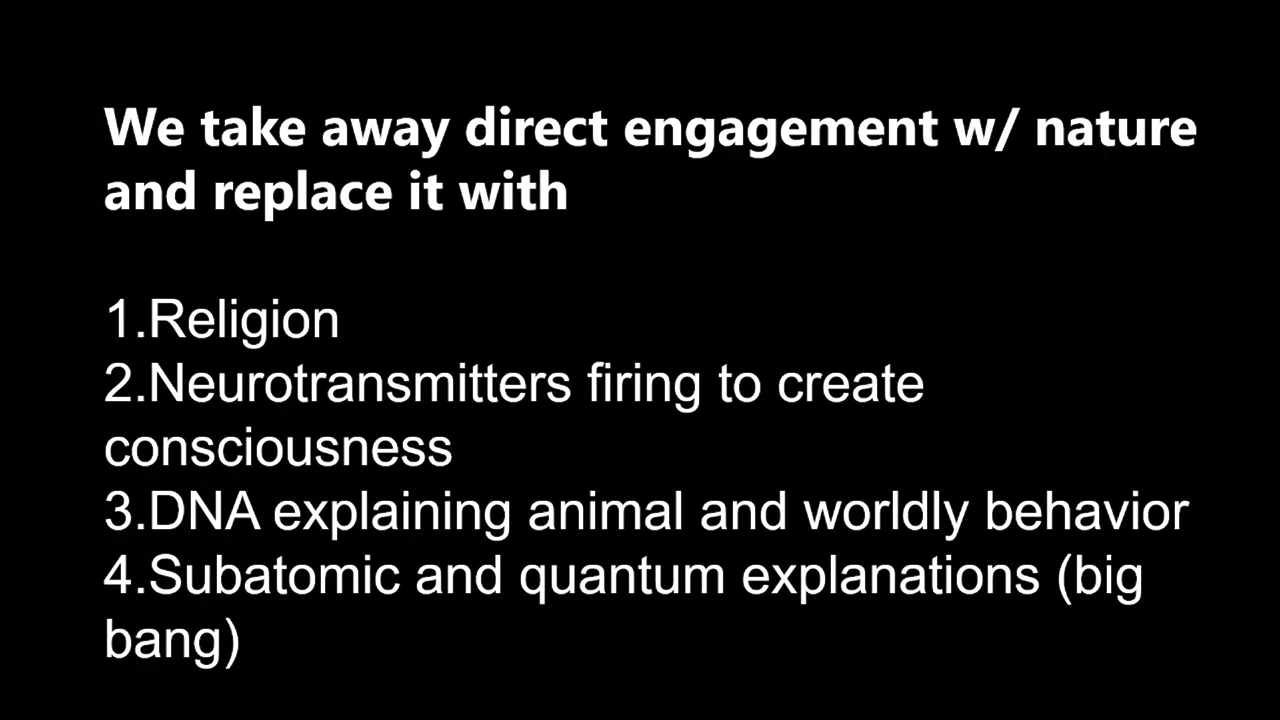 We take away direct engagement w/ nature
and replace it with
1.Religion
2.Neurotransmitters firing to create
consciousness
3.DNA explaining animal and worldly behavior
4.Subatomic and quantum explanations (big
bang)